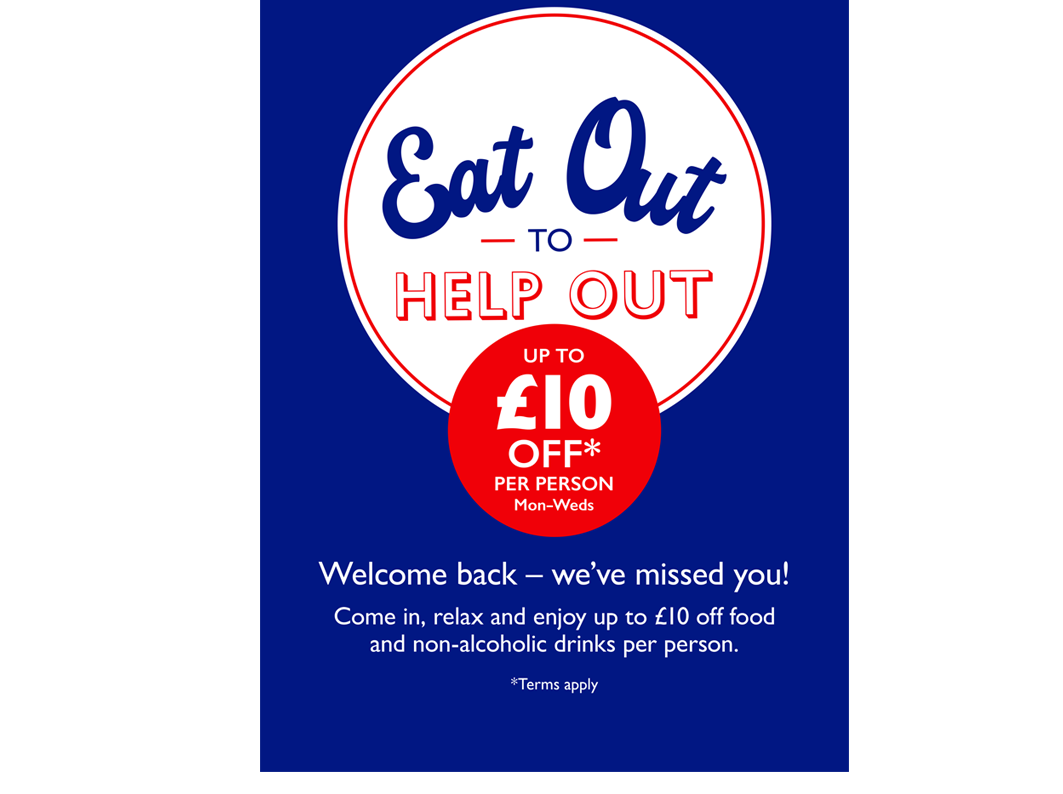 Eat Out
TO
HELP OUT
UP TO
£10
OFF*
PER PERSON
Mon–Weds
Welcome back – we’ve missed you!
Come in, relax and enjoy up to £10 off food
and non-alcoholic drinks per person.
*Terms apply